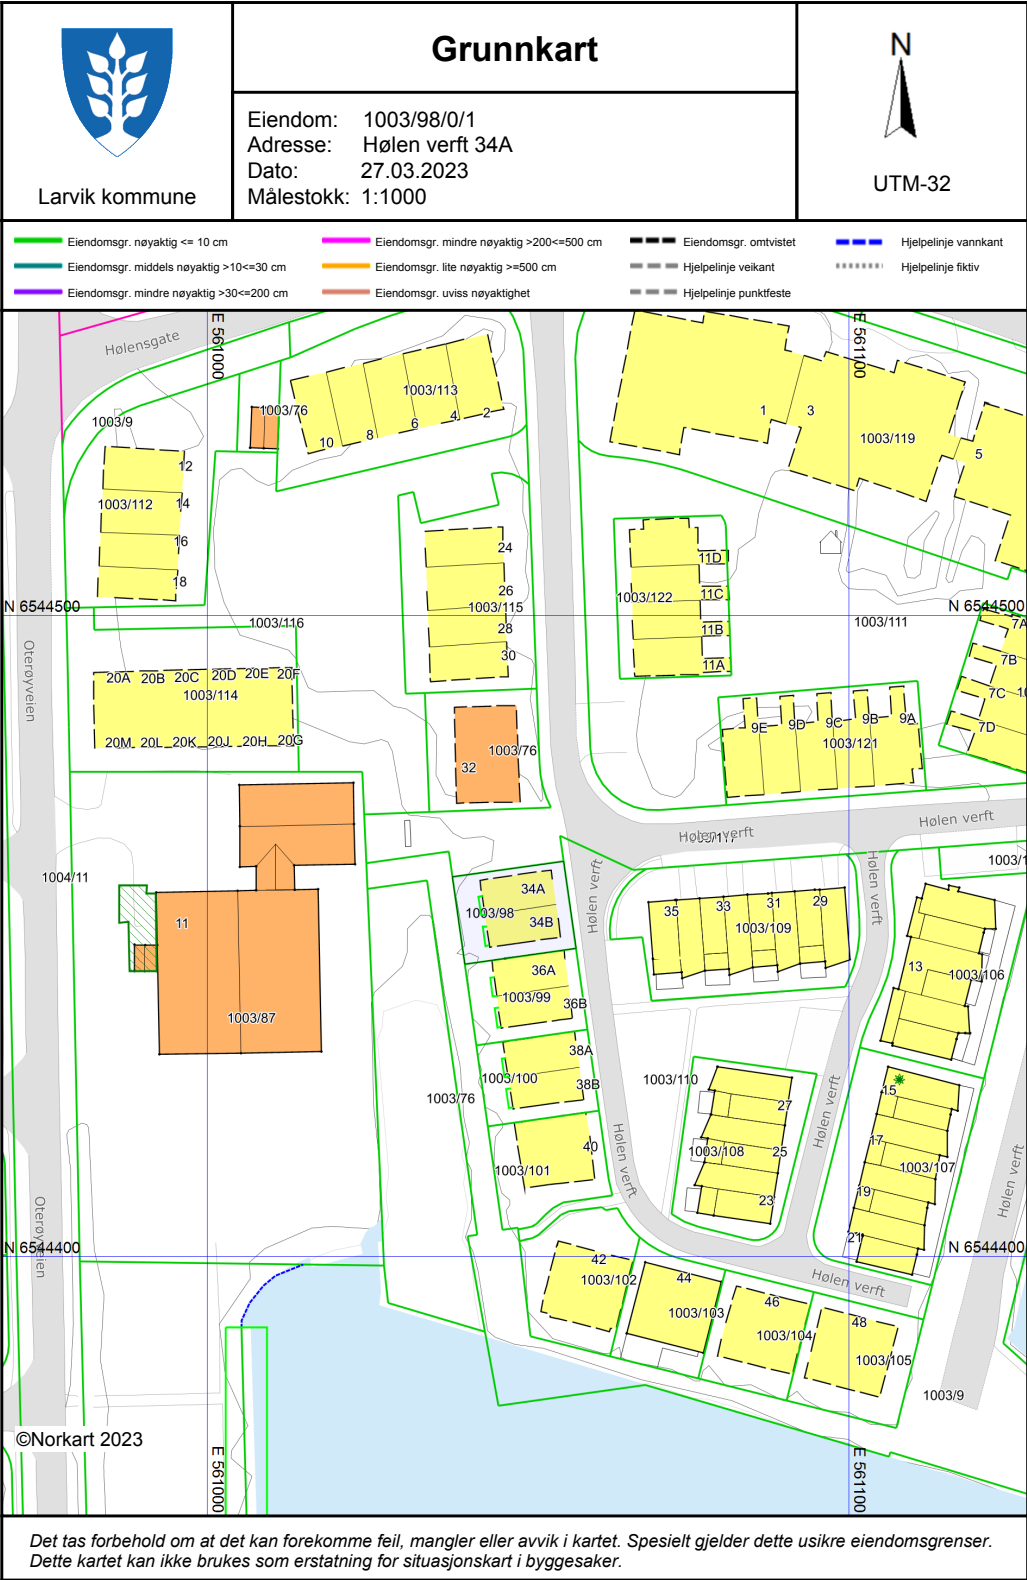 Grunnkart
N
Eiendom: 1003/98/0/1
Adresse: Hølen verft 34A
Dato: 27.03.2023
Målestokk: 1:1000
Larvik kommune
UTM-32
Eiendomsgr. nøyaktig <= 10 cm
Eiendomsgr. mindre nøyaktig >200<=500 cm
Eiendomsgr. omtvistet
Hjelpelinje vannkant
Eiendomsgr. middels nøyaktig >10<=30 cm
Eiendomsgr. lite nøyaktig >=500 cm
Hjelpelinje veikant
Hjelpelinje fiktiv
Eiendomsgr. mindre nøyaktig >30<=200 cm
Eiendomsgr. uviss nøyaktighet
Hjelpelinje punktfeste
Hølensgate
E 561000
E 561100
1003/113
1003/76
1003/9
10
8
6
4
2
1
3
1003/119
5
12
1003/112
14
16
18
24
26
1003/115
28
30
11D
11C
1003/122
11B
11A
N 6544500
N 6544500
1003/116
1003/111
7A
7B
7C
7D
Oterøyveien
20A
20B
20C
20D
20E
20F
1003/114
20M
20L
20K
20J
20H
20G
1003/76
32
9E
9D
9C
9B
9A
1003/121
Hølen verft
Hølen verft
1004/11
11
1003/87
34A
1003/98
34B
Hølen verft
35
33
31
29
1003/109
Hølen verft
13
1003/106
36A
1003/99
36B
38A
1003/100
38B
1003/76
1003/110
40
1003/101
27
1003/108
25
23
Hølen verft
Hølen verft
15
17
1003/107
19
21
Hølen verft
Oterøyveien
N 6544400
N 6544400
42
1003/102
44
1003/103
46
1003/104
48
1003/105
Hølen verft
1003/9
©Norkart 2023
E 561000
E 561100
Det tas forbehold om at det kan forekomme feil, mangler eller avvik i kartet. Spesielt gjelder dette usikre eiendomsgrenser.
Dette kartet kan ikke brukes som erstatning for situasjonskart i byggesaker.